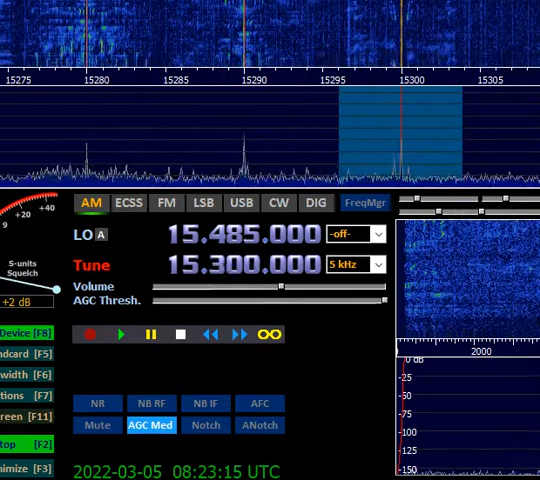 15275 15280 15285 15290 15295 15300 15305
+20 +40
9
S-units
Squelch
+2 dB
AM ECSS FM LSB USB CW DIG FreqMgr
LO A 15.485.000 -off-
Tune 15.300.000 5 kHz
Volume
AGC Thresh.
Device [F8]
ndcard [F5]
width [F6]
tions [F7]
reen [F11]
top [F2]
nimize [F3]
NR NB RF NB IF AFC
Mute AGC Med Notch ANotch
2022-03-05 08:23:15 UTC
2000
0 dB
-25
-50
-75
-100
-125
-150